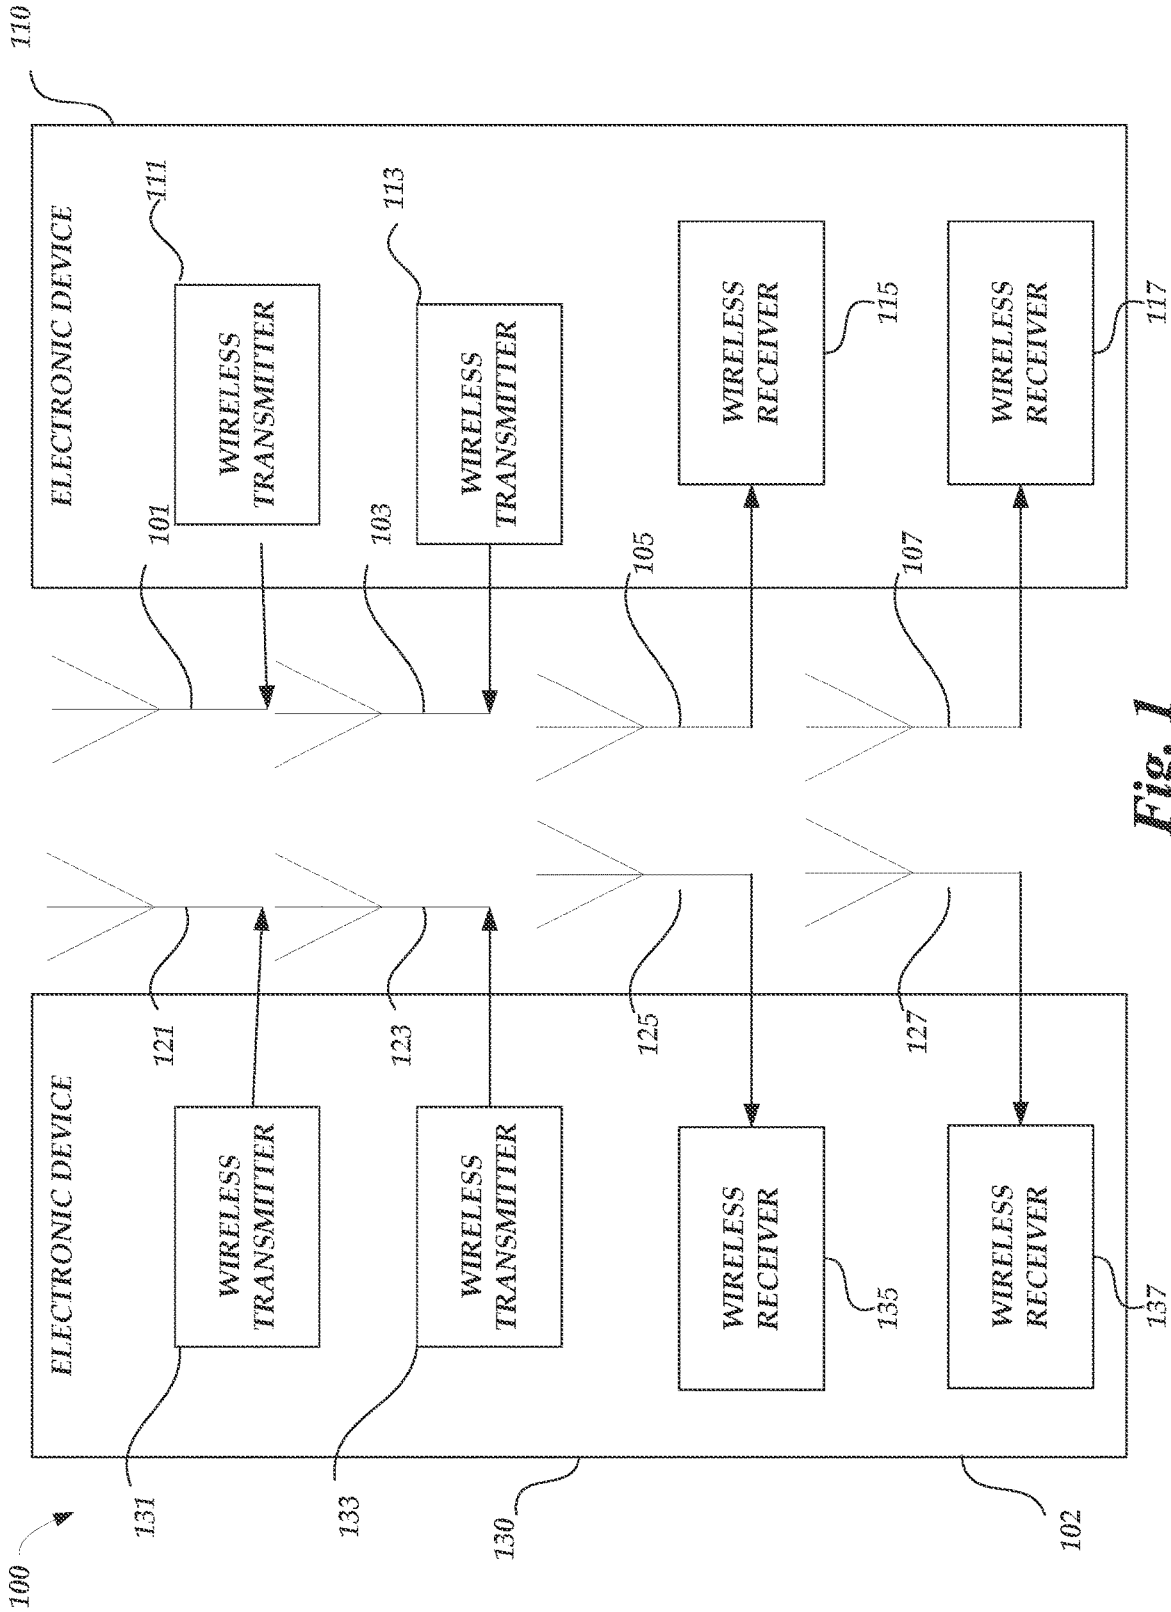 100
110
ELECTRONIC DEVICE
ELECTRONIC DEVICE
131
121
101
111
WIRELESS
TRANSMITTER
WIRELESS
TRANSMITTER
133
123
103
113
WIRELESS
TRANSMITTER
WIRELESS
TRANSMITTER
130
125
105
WIRELESS
RECEIVER
WIRELESS
RECEIVER
135
115
127
107
WIRELESS
RECEIVER
WIRELESS
RECEIVER
102
137
117
Fig. 1